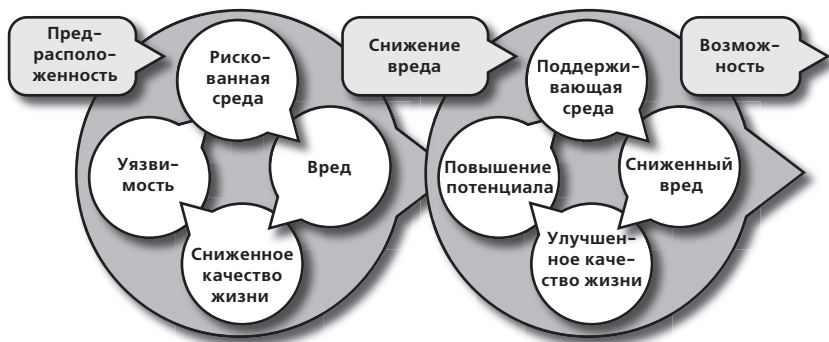 Пред-
располо-
женность
Риско-
ванная
среда
Уязви-
мость
Вред
Сниженное
качество
жизни
Снижение
вреда
Поддержи-
вающая
среда
Повышение
потенциала
Сниженный
вред
Улучшен-
ное каче-
ство жизни
Возмож-
ность